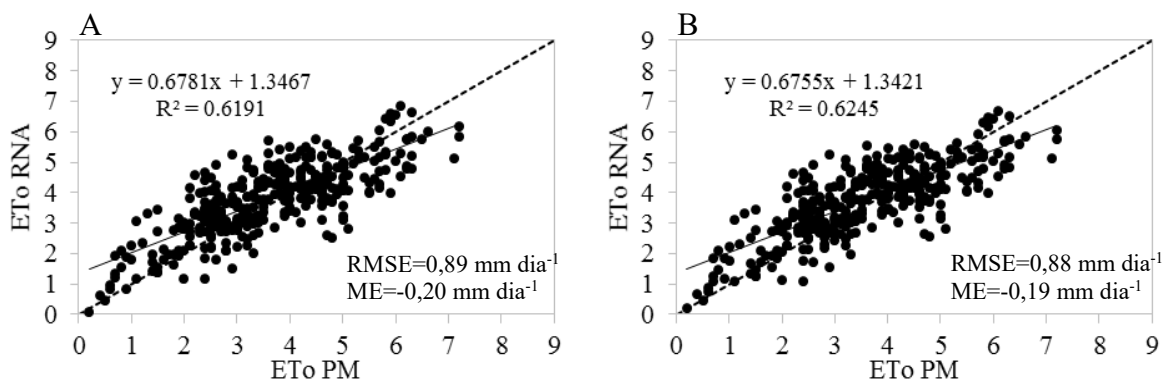 A
9
8
7
6
5
4
3
2
1
0
ETo RNA
y = 0.6781x + 1.3467
R² = 0.6191
RMSE=0,89 mm dia⁻¹
ME=-0,20 mm dia⁻¹
0 1 2 3 4 5 6 7 8 9
ETo PM
B
9
8
7
6
5
4
3
2
1
0
ETo RNA
y = 0.6755x + 1.3421
R² = 0.6245
RMSE=0,88 mm dia⁻¹
ME=-0,19 mm dia⁻¹
0 1 2 3 4 5 6 7 8 9
ETo PM